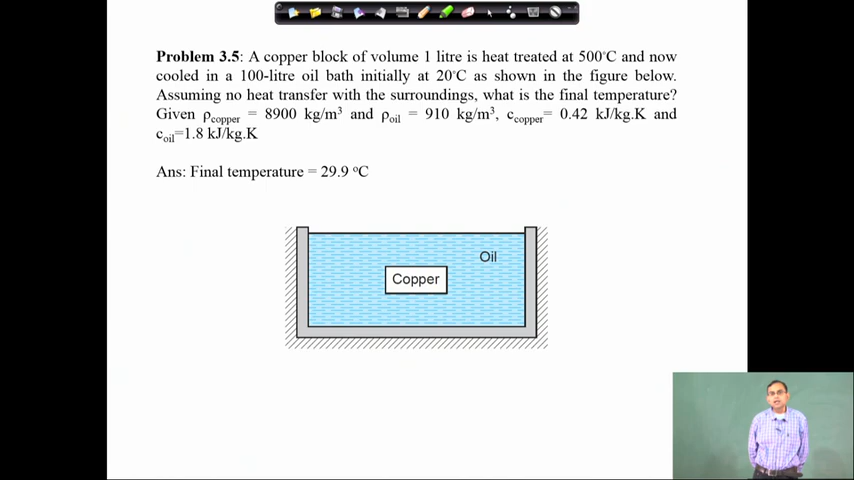 Problem 3.5: A copper block of volume 1 litre is heat treated at 500°C and now
cooled in a 100-litre oil bath initially at 20°C as shown in the figure below.
Assuming no heat transfer with the surroundings, what is the final temperature?
Given ρcopper = 8900 kg/m³ and ρoil = 910 kg/m³, ccopper= 0.42 kJ/kg.K and
coil=1.8 kJ/kg.K
Ans: Final temperature = 29.9 °C
Oil
Copper